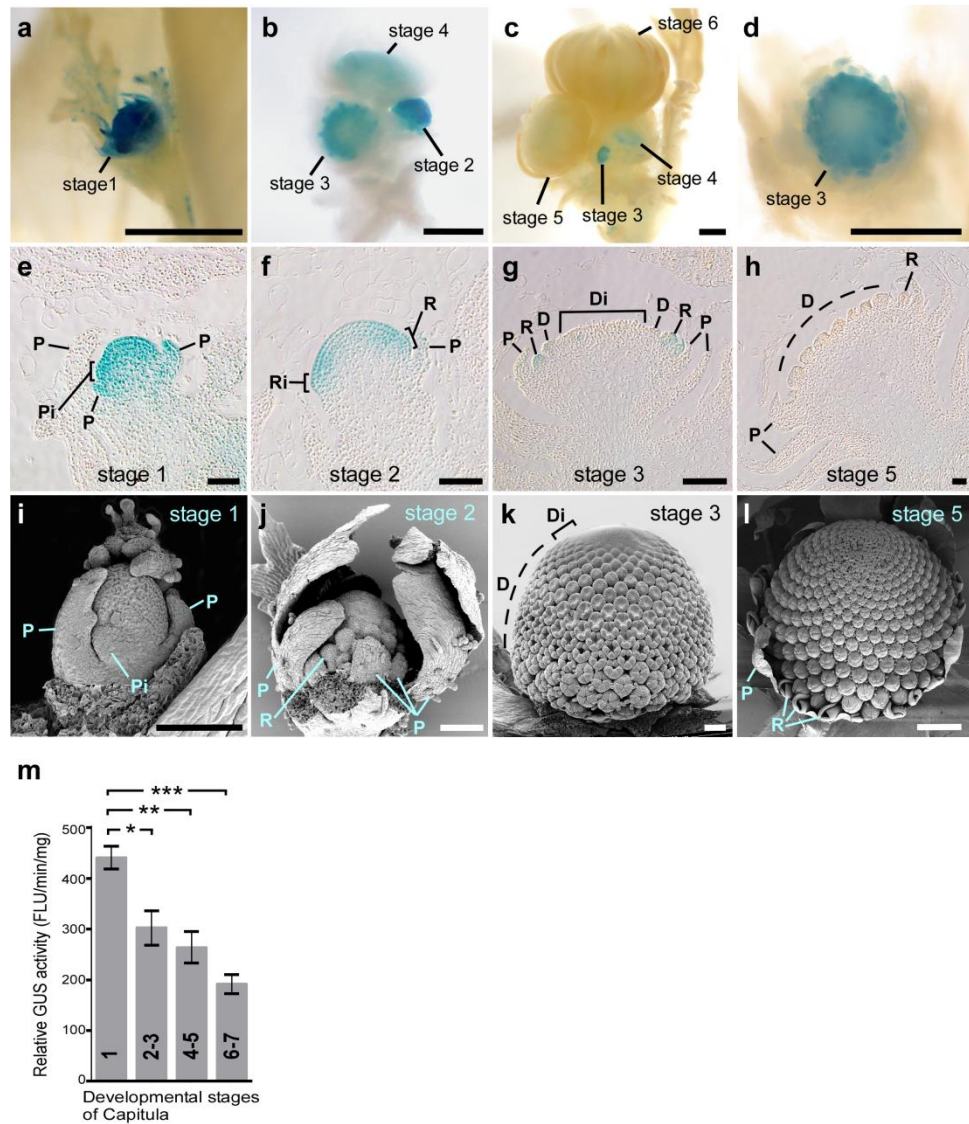 a
stage1
b
stage 4
stage 3
stage 2
c
stage 6
stage 4
stage 5
stage 3
d
stage 3
e
P
P
Pi
P
stage 1
f
R
P
Ri
stage 2
g
Di
P R D
D R P
stage 3
h
R
D
P
stage 5
i
stage 1
P
P
Pi
j
stage 2
P
R
P
k
Di
stage 3
D
l
stage 5
P
R
m
***
**
*
500
400
300
200
100
0
Relative GUS activity (FLU/min/mg)
1
2-3
4-5
6-7
Developmental stages
of Capitula